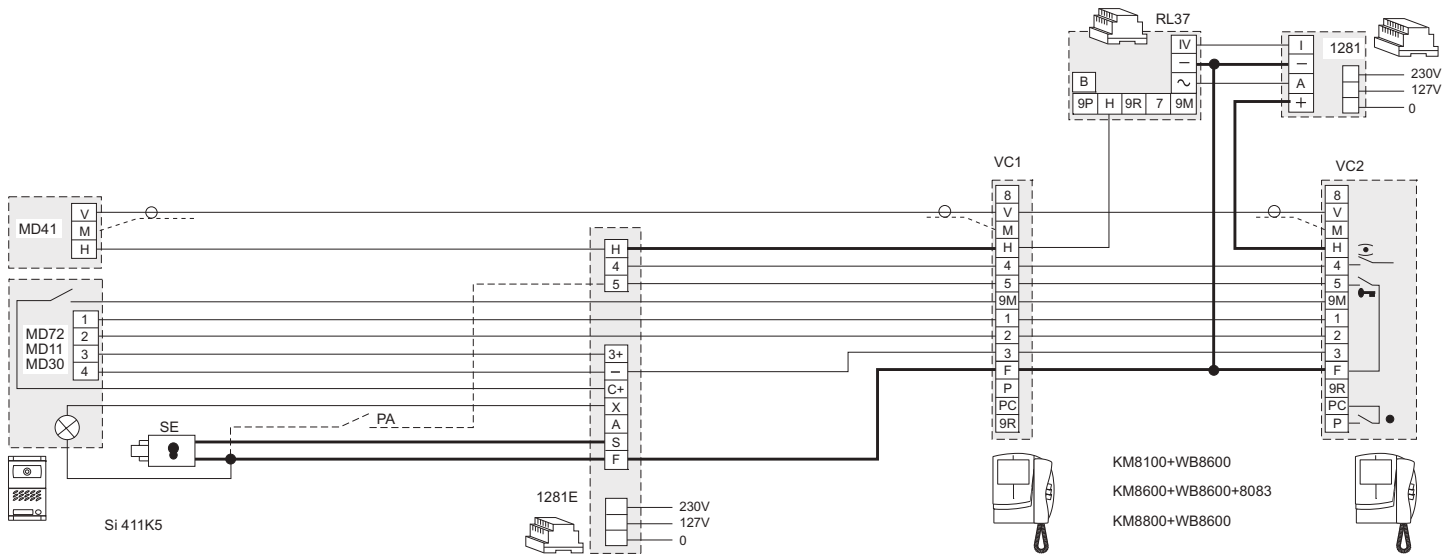 RL37
IV
I
1281
–
–
230V
B
~
A
127V
9P H 9R 7 9M
+
0
VC1
VC2
8
8
V
V
V
M
M
M
MD41
H
H
H
H
4
4
4
5
5
5
9M
9M
1
1
1
MD72
2
2
2
MD11
3
3+
3
3
MD30
4
–
F
F
C+
P
9R
X
PC
PC
PA
A
9R
P
SE
S
F
KM8100+WB8600
KM8600+WB8600+8083
1281E
230V
KM8800+WB8600
Si 411K5
127V
0